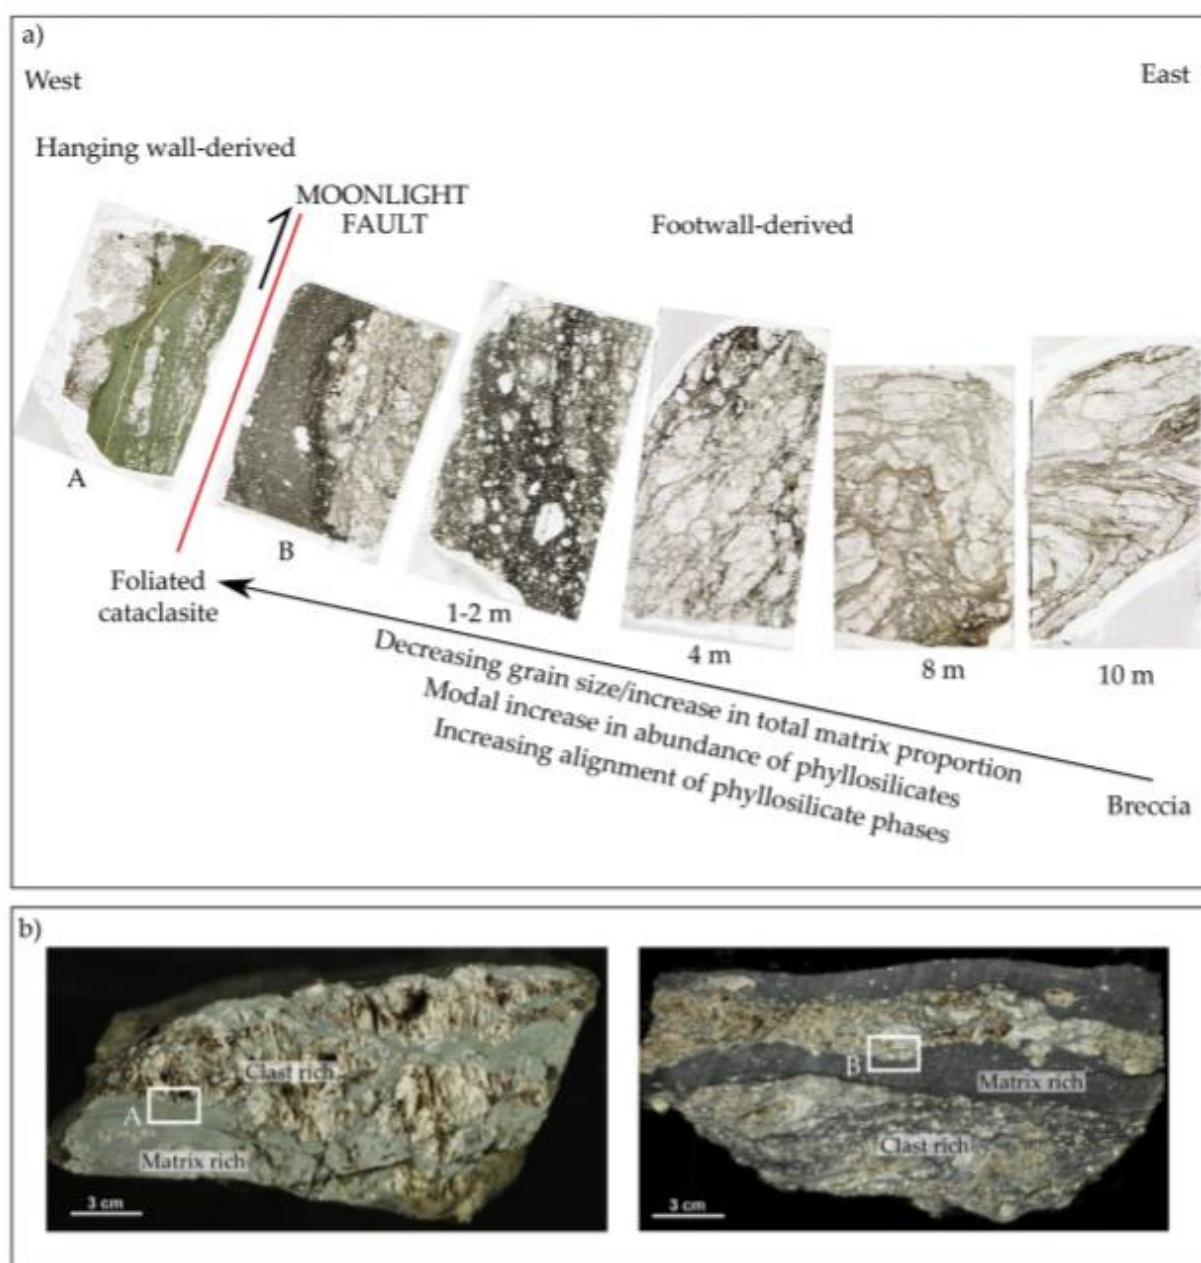 a)
West
East
Hanging wall-derived
MOONLIGHT
FAULT
Footwall-derived
A
B
Foliated
cataclasite
1-2 m
4 m
8 m
10 m
Decreasing grain size/increase in total matrix proportion
Modal increase in abundance of phyllosilicates
Increasing alignment of phyllosilicate phases
Breccia
b)
Clast rich
A
Matrix rich
3 cm
B
Matrix rich
Clast rich
3 cm